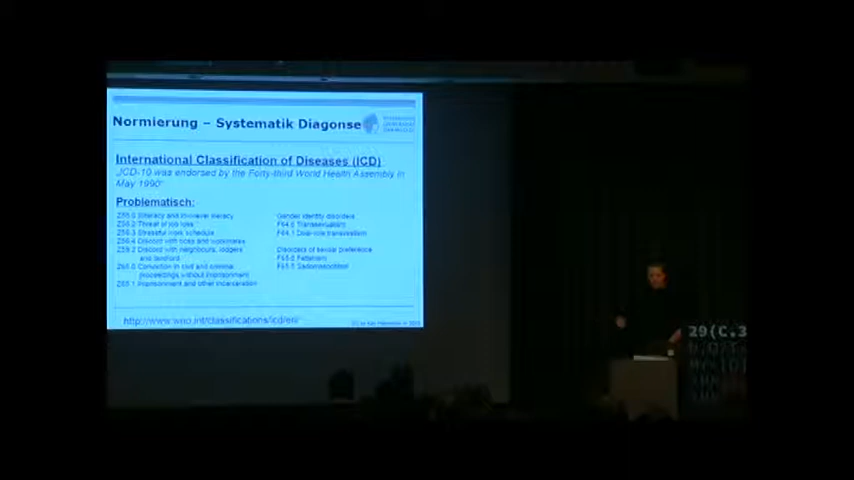 Normierung – Systematik Diagonse
International Classification of Diseases (ICD)
„ICD-10 was endorsed by the Forty-third World Health Assembly in
May 1990"
Problematisch:
Z55.0 Illiteracy and low-level literacy
Z56.2 Threat of job loss
Z56.3 Stressful work schedule
Z56.4 Discord with boss and workmates
Z59.2 Discord with neighbours, lodgers
and landlord
Z65.0 Conviction in civil and criminal
proceedings without imprisonment
Z65.1 Imprisonment and other incarceration
Gender identity disorders
F64.0 Transsexualism
F64.1 Dual-role transvestism
Disorders of sexual preference
F65.0 Fetishism
F65.5 Sadomasochism
http://www.who.int/classifications/icd/en/
29(C.3